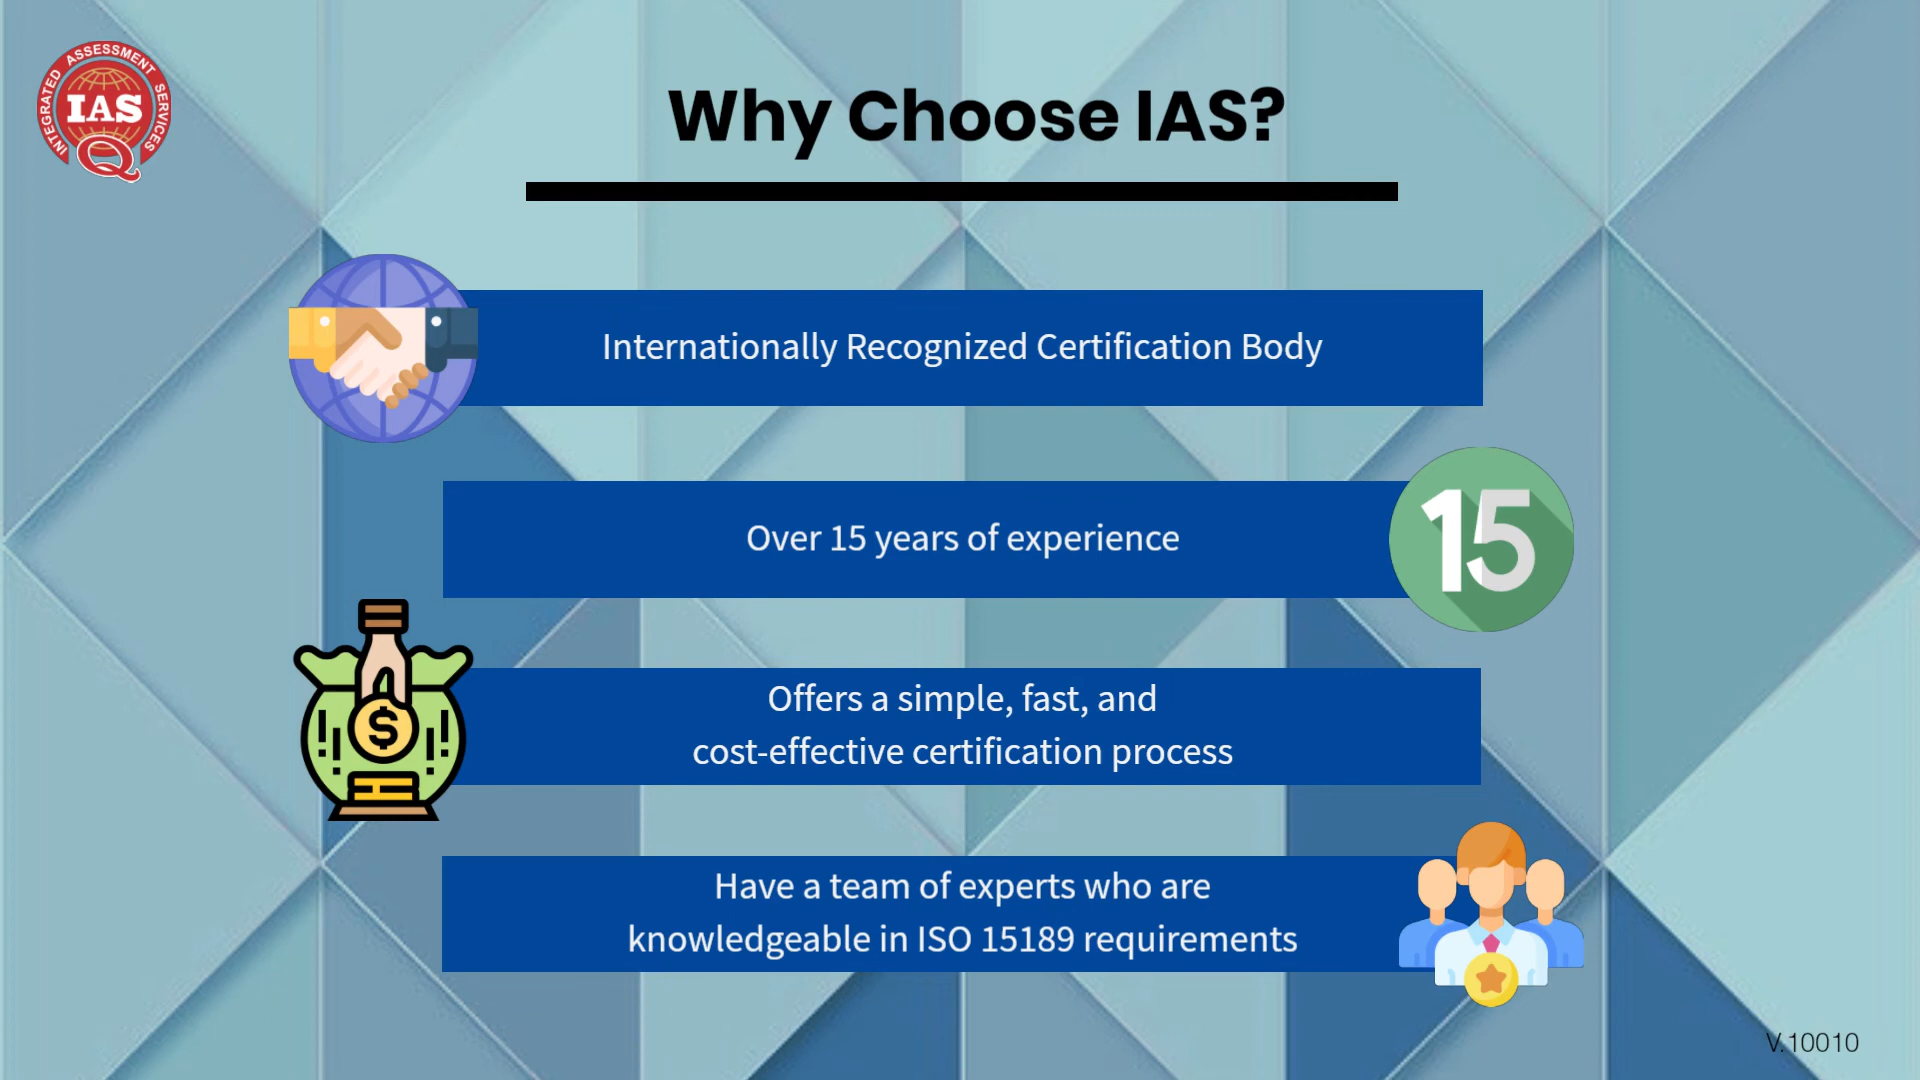 INTEGRATED ASSESSMENT SERVICES
IAS
Q
Why Choose IAS?
Internationally Recognized Certification Body
Over 15 years of experience
15
Offers a simple, fast, and
cost-effective certification process
$
Have a team of experts who are
knowledgeable in ISO 15189 requirements
V.10010